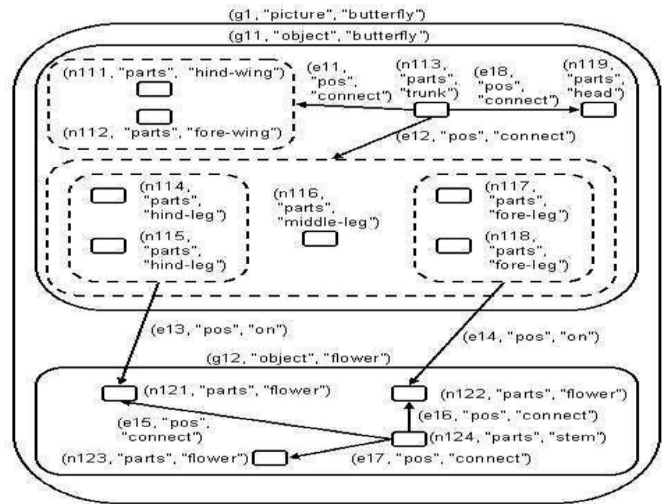 (g1, "picture", "butterfly")
(g11, "object", "butterfly")
(n111, "parts", "hind-wing")
(n112, "parts", "fore-wing")
(e11,
"pos",
"connect")
(n113,
"parts",
"trunk")
(e18,
"pos",
"connect")
(n119,
"parts",
"head")
(e12, "pos", "connect")
(n114,
"parts",
"hind-leg")
(n115,
"parts",
"hind-leg")
(n116,
"parts",
"middle-leg")
(n117,
"parts",
"fore-leg")
(n118,
"parts",
"fore-leg")
(e13, "pos", "on")
(e14, "pos", "on")
(g12, "object", "flower")
(n121, "parts", "flower")
(n122, "parts", "flower")
(e15, "pos",
"connect")
(e16, "pos", "connect")
(n124, "parts", "stem")
(n123, "parts", "flower")
(e17, "pos", "connect")